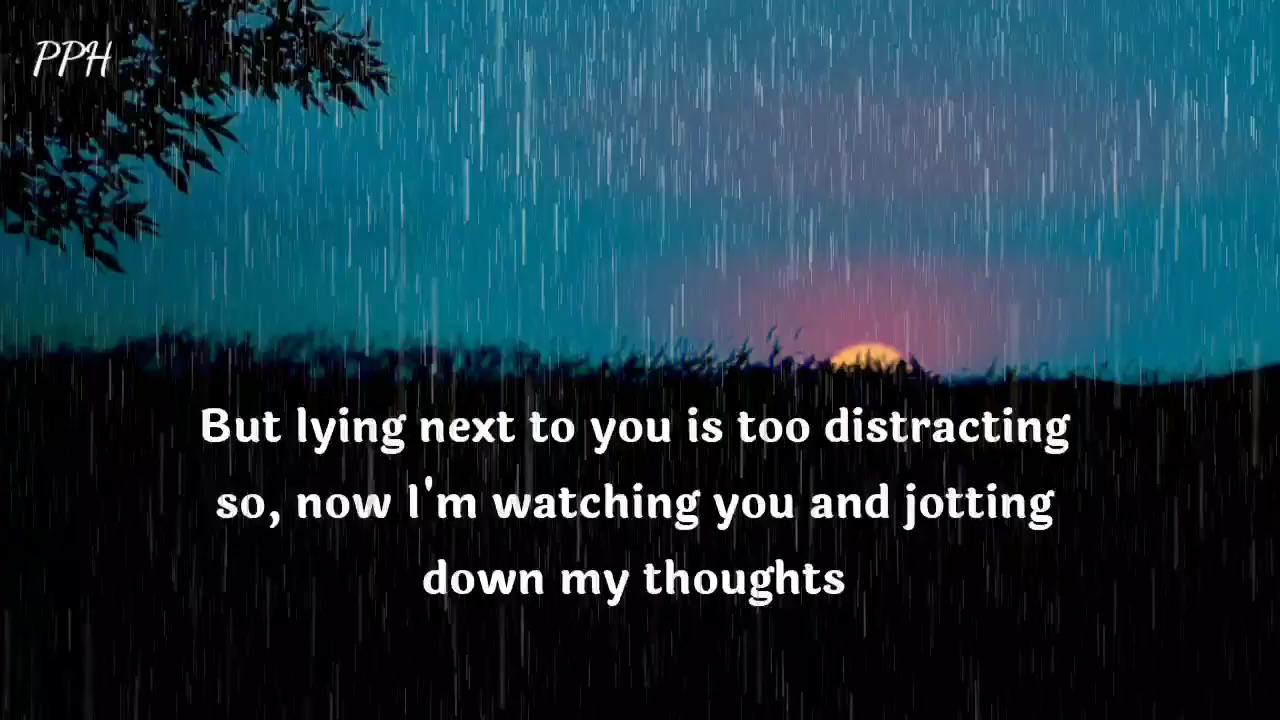 PPH
But lying next to you is too distracting
so, now I'm watching you and jotting
down my thoughts